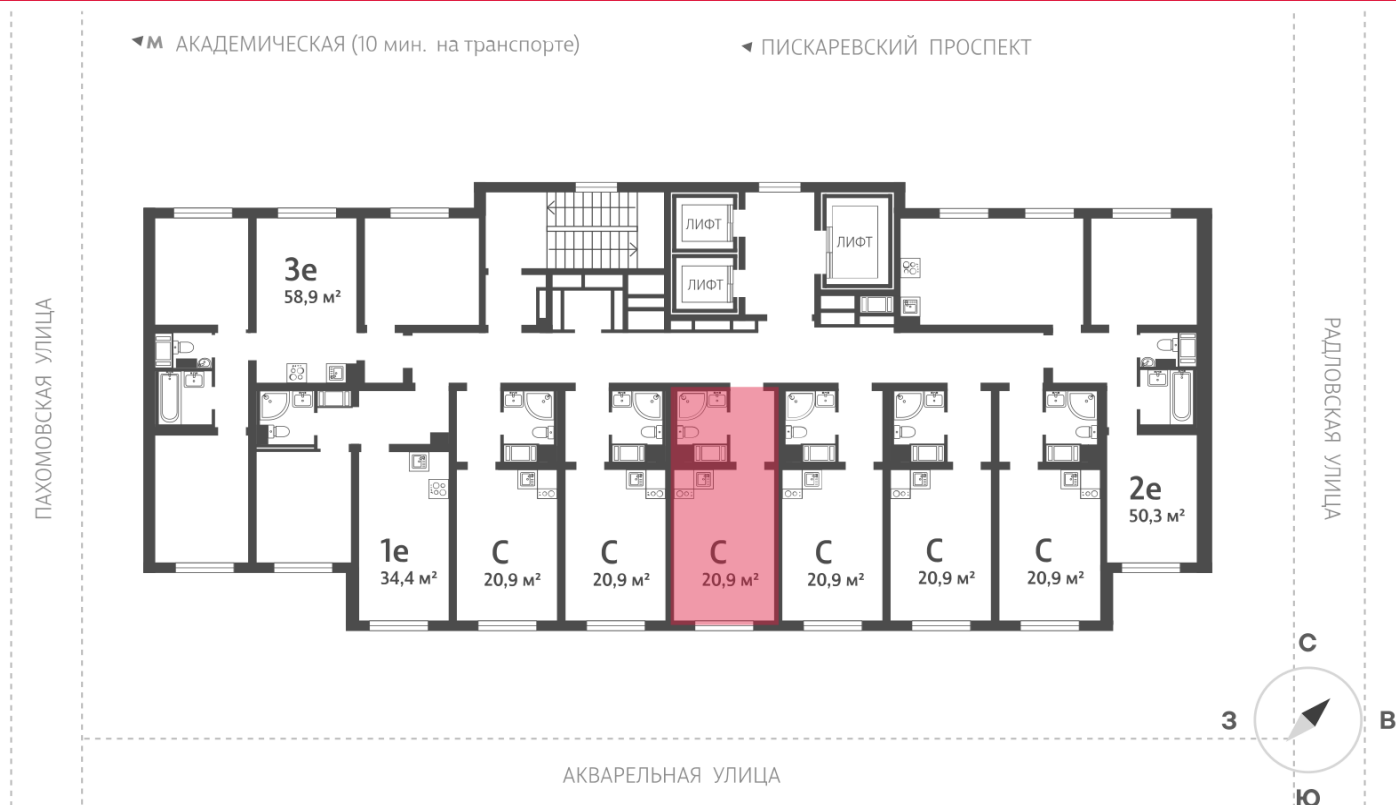 М АКАДЕМИЧЕСКАЯ (10 мин. на транспорте)
ПИСКАРЕВСКИЙ ПРОСПЕКТ
ПАХОМОВСКАЯ УЛИЦА
РАДЛОВСКАЯ УЛИЦА
ЛИФТ
ЛИФТ
ЛИФТ
3е
58,9 м²
2е
50,3 м²
1е
34,4 м²
С
20,9 м²
С
20,9 м²
С
20,9 м²
С
20,9 м²
С
20,9 м²
С
20,9 м²
С
З
В
Ю
АКВАРЕЛЬНАЯ УЛИЦА